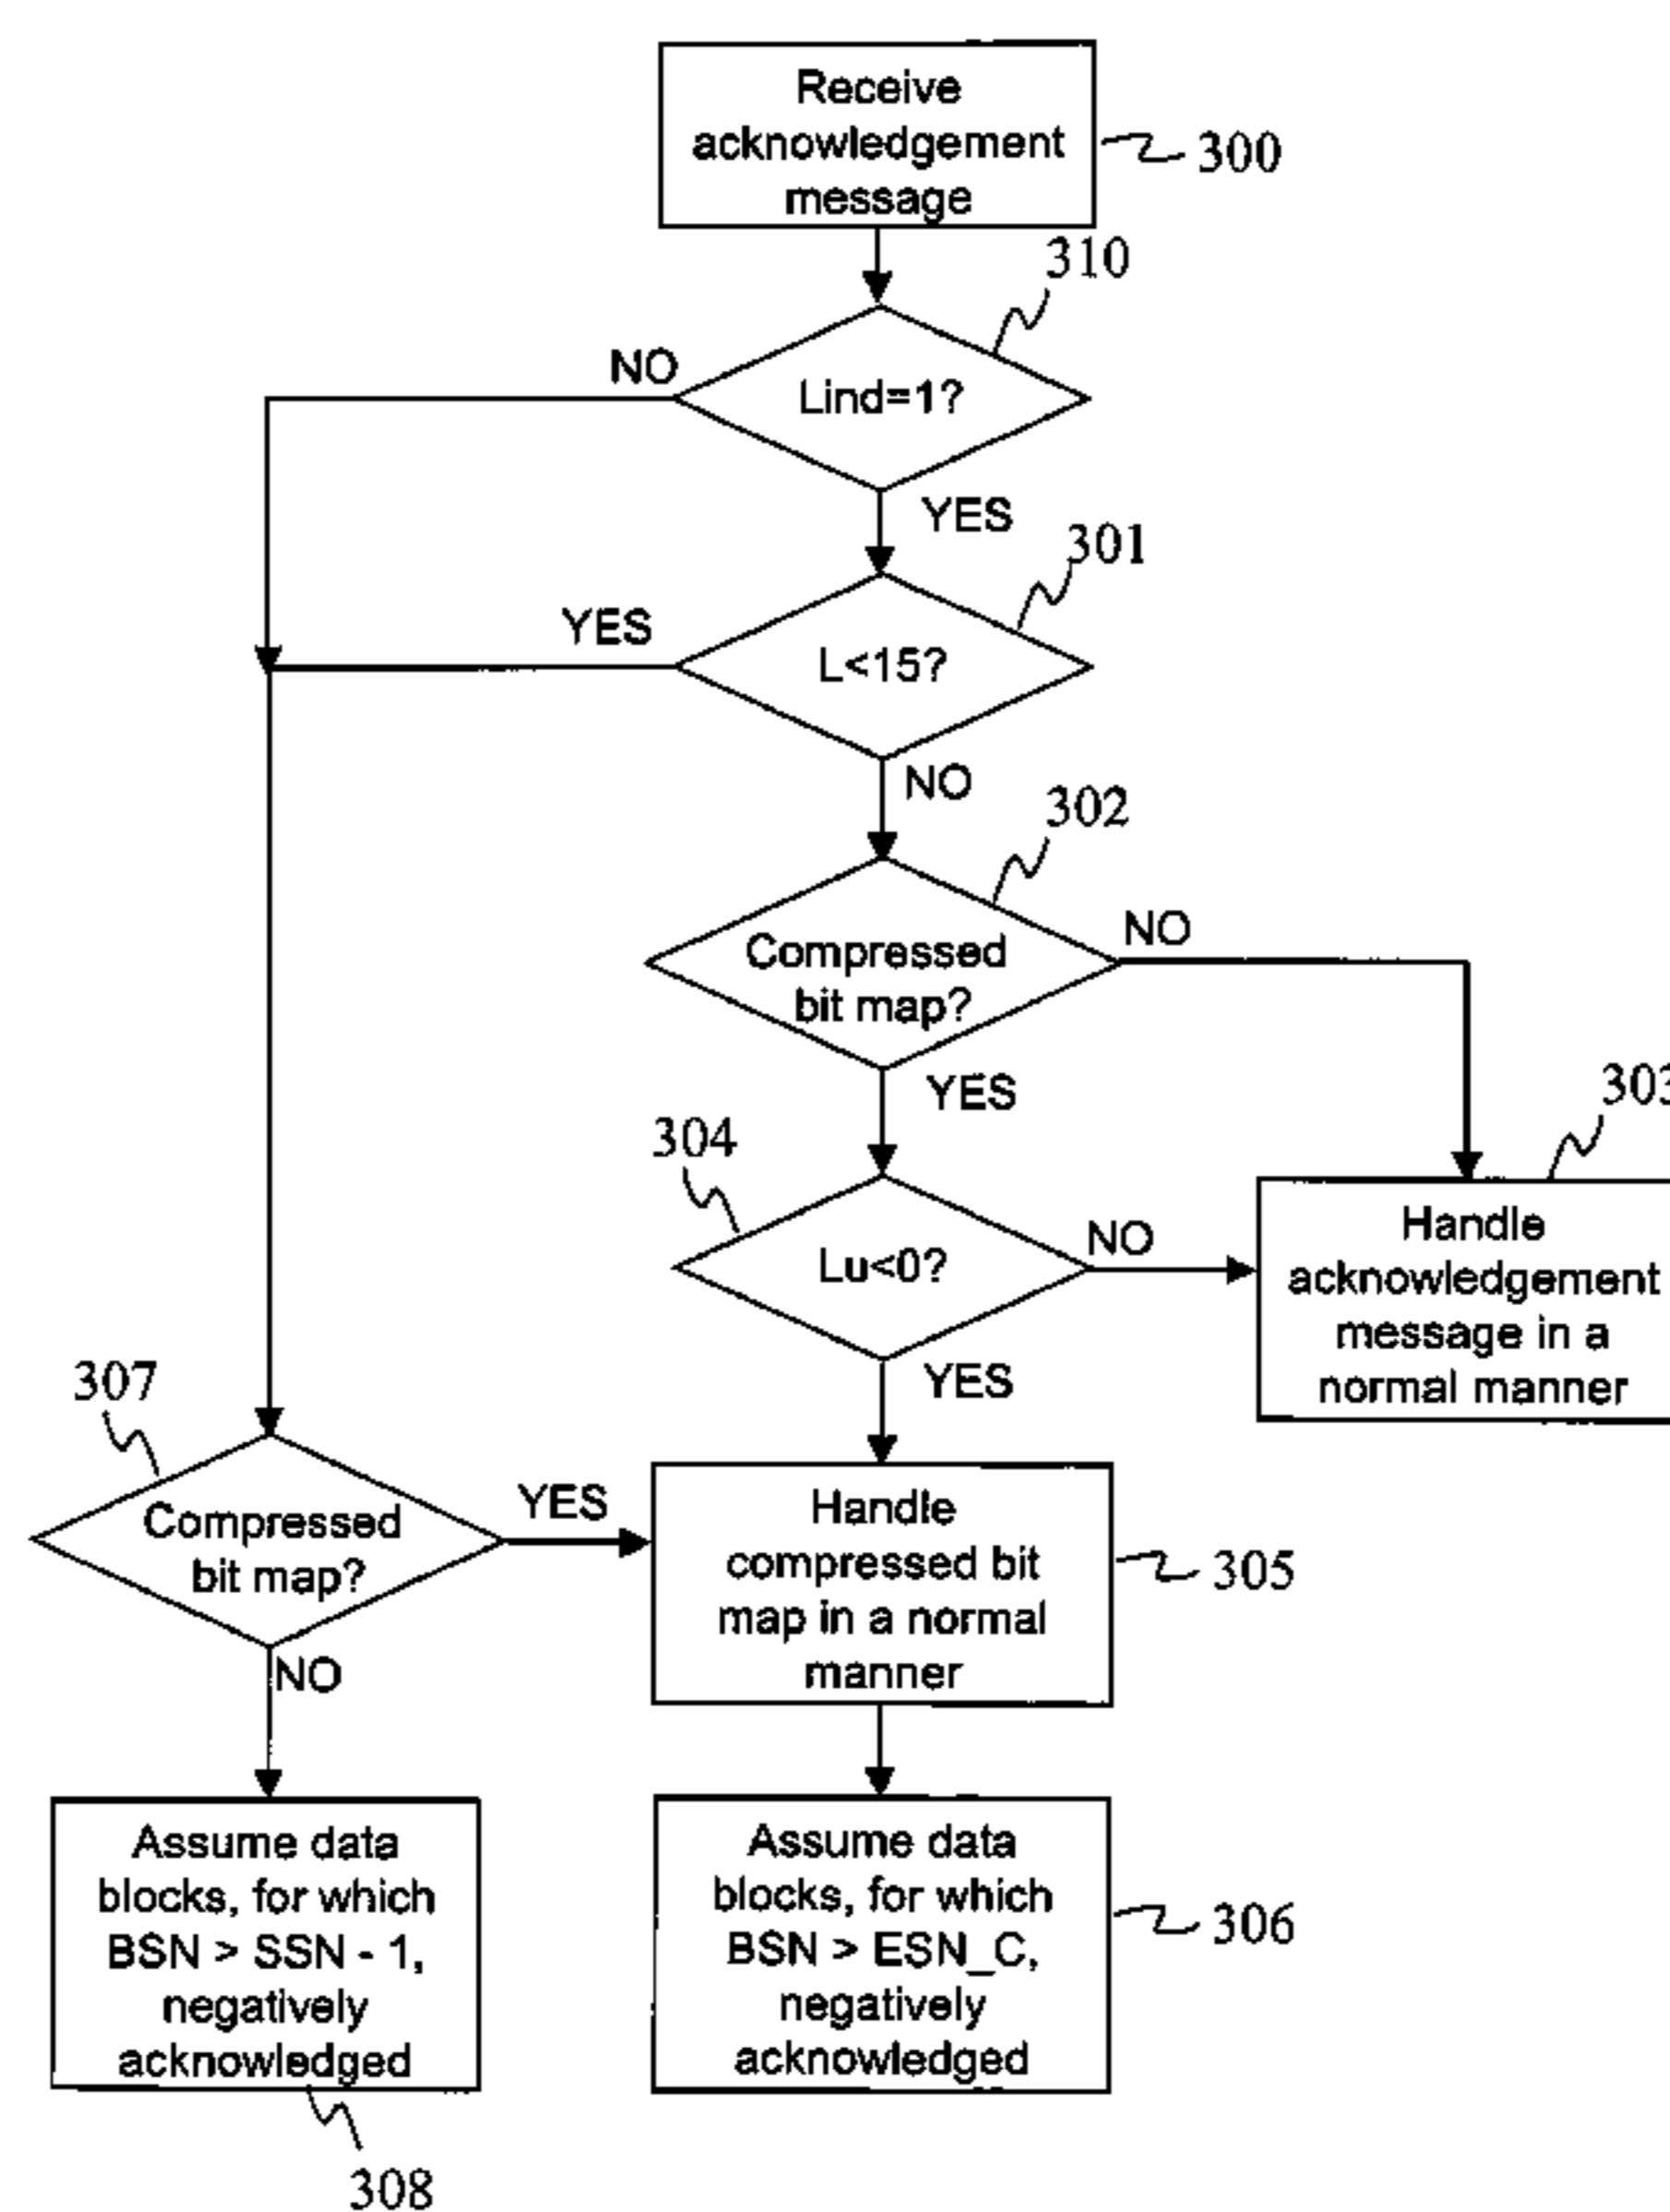 Receive
acknowledgement
message
300
310
NO
Lind=1?
YES
301
YES
L<15?
NO
302
NO
Compressed
bit map?
YES
303
304
NO
Lu<0?
Handle
acknowledgement
message in a
normal manner
YES
307
YES
Compressed
bit map?
Handle
compressed bit
map in a normal
manner
305
NO
Assume data
blocks, for which
BSN > SSN - 1,
negatively
acknowledged
Assume data
blocks, for which
BSN > ESN_C,
negatively
acknowledged
306
308